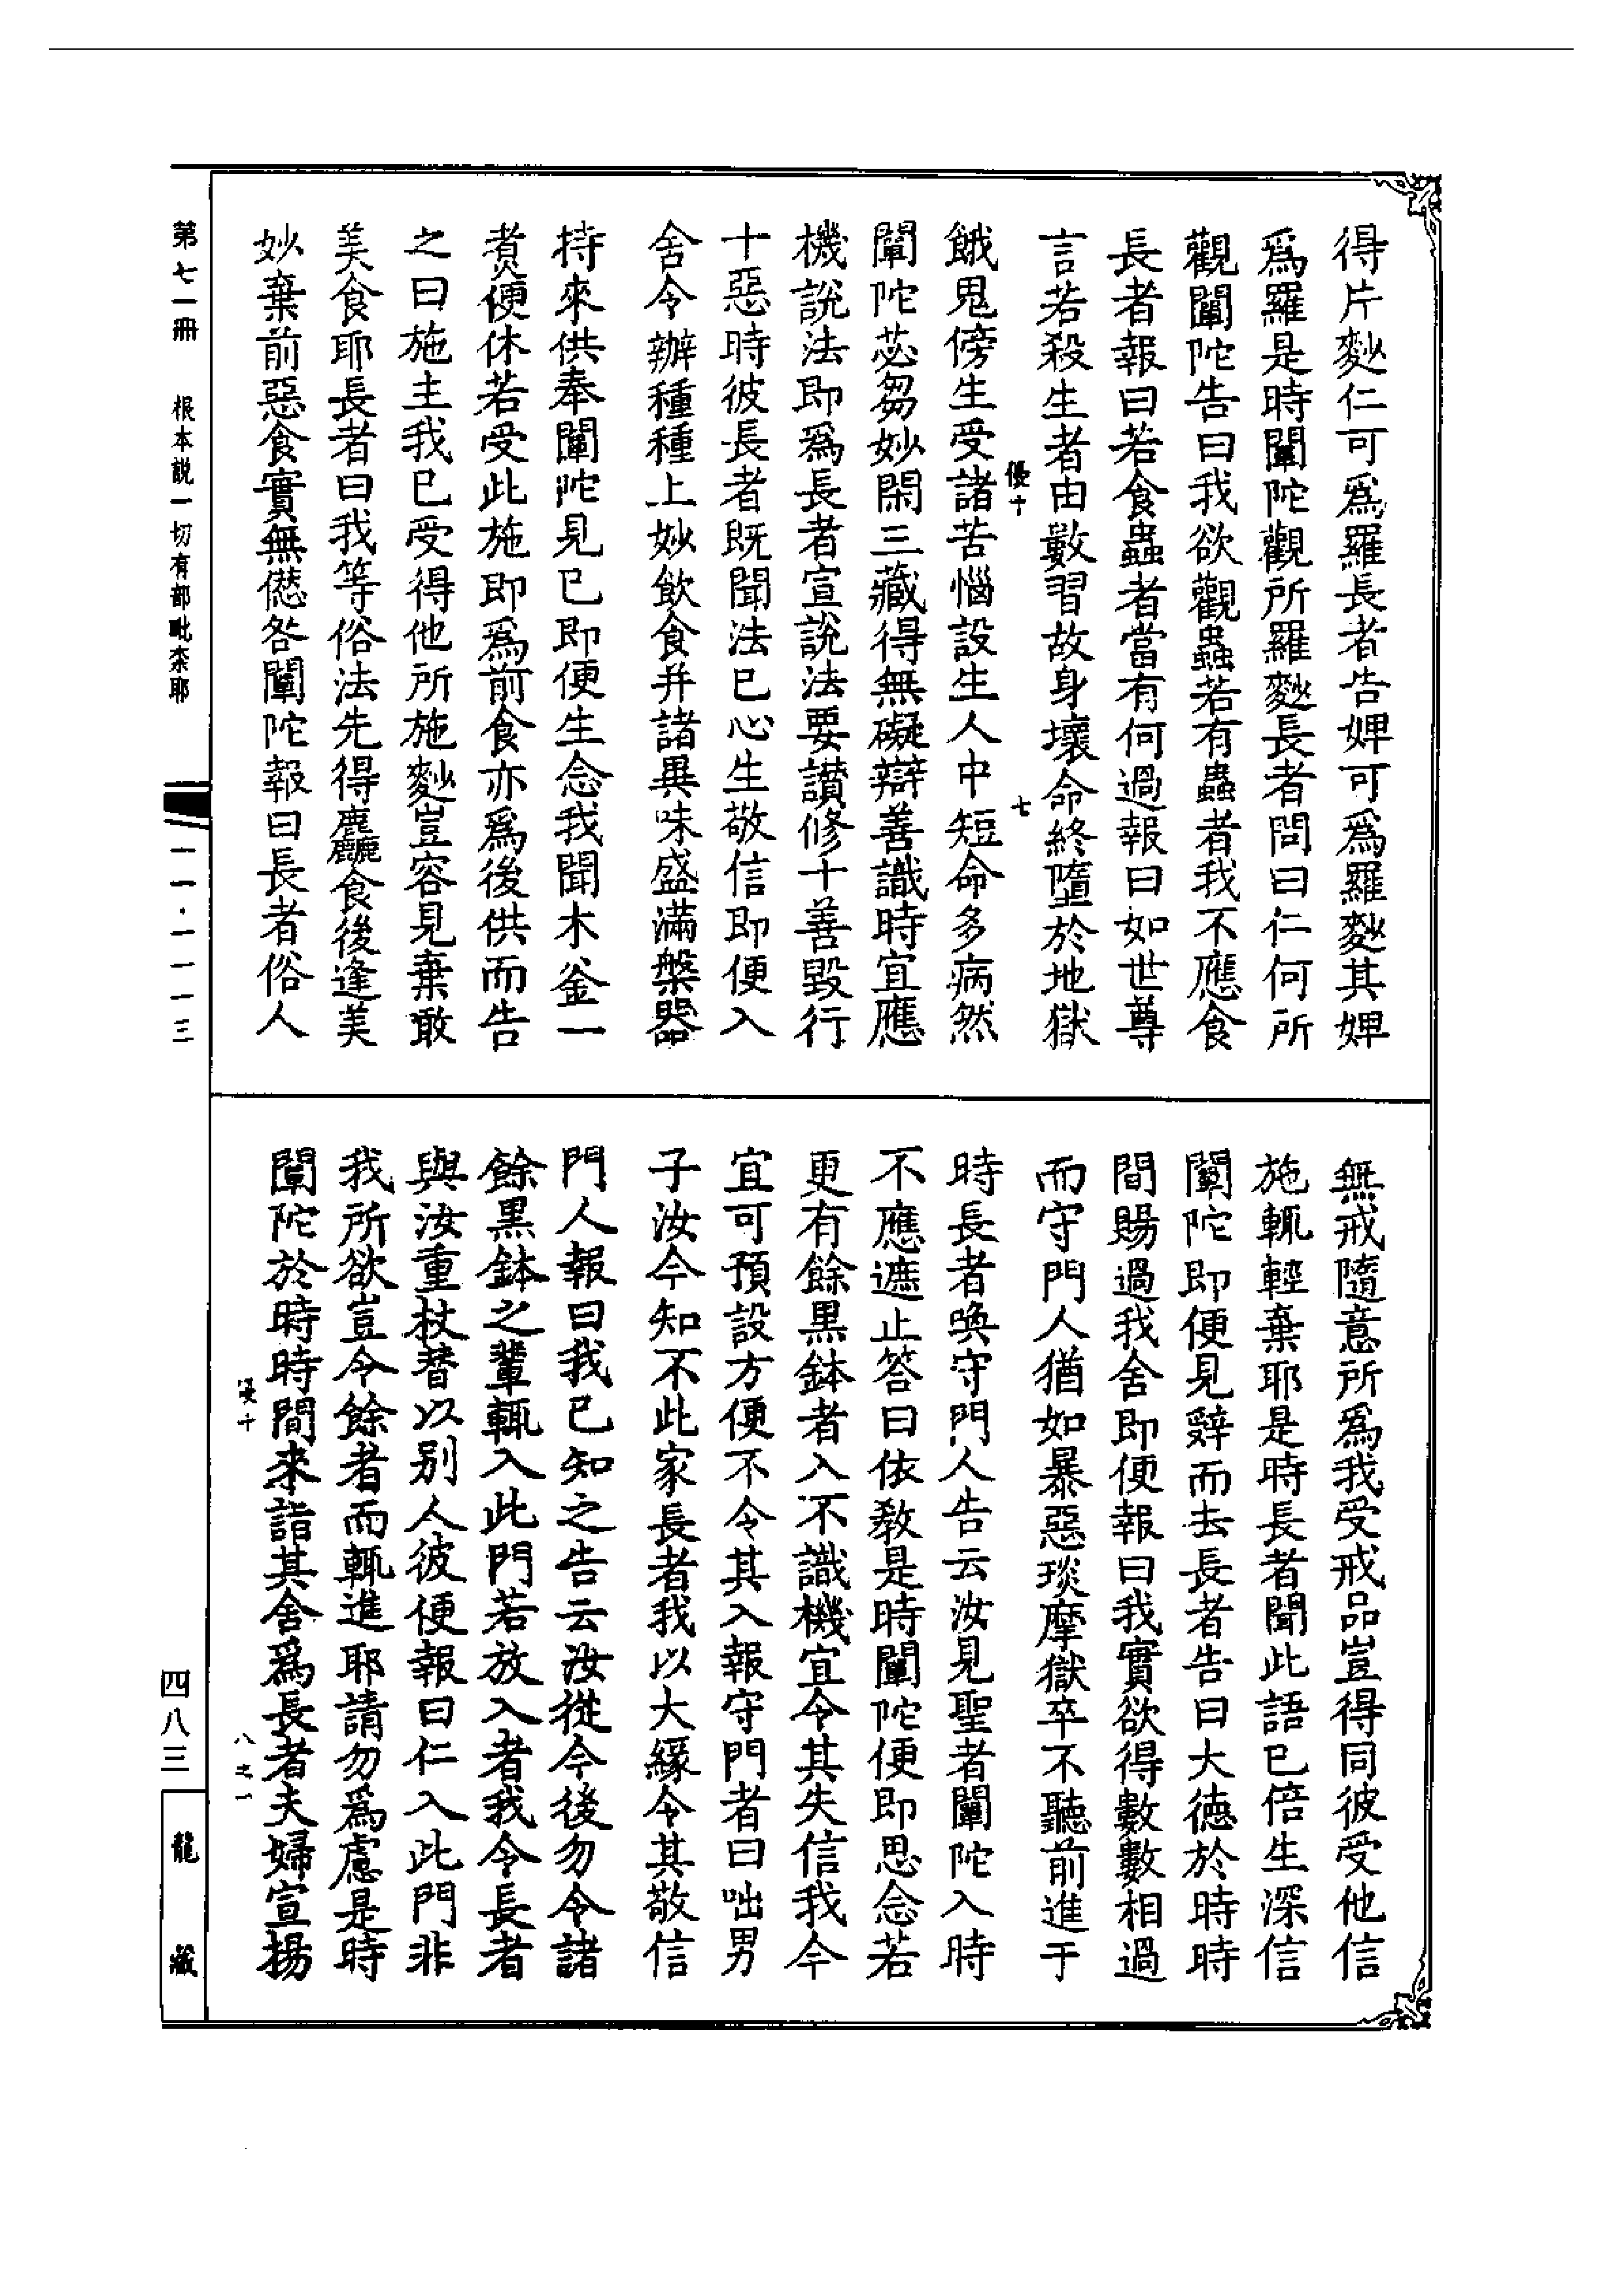 得片麨仁可為羅長者告婢可為羅麨其婢
為羅是時闡陀觀所羅麨長者問曰仁何所
觀闡陀告曰我欲觀蟲若有蟲者我不應食
長者報曰若食蟲者當有何過報曰如世尊
言若殺生者由數習故身壞命終墮於地獄
優十 七
餓鬼傍生受諸苦惱設生人中短命多病然
闡陀苾芻妙閑三藏得無礙辯善識時宜應
機說法即為長者宣說法要讚修十善毀行
十惡時彼長者既聞法已心生敬信即便入
舍令辦種種上妙飲食并諸異味盛滿槃器
持來供奉闡陀見已即便生念我聞木釜一
煑便休若受此施即為前食亦為後供而告
之曰施主我已受得他所施麨豈容見棄敢
美食耶長者曰我等俗法先得麤食後逢美
妙棄前惡食實無僽咎闡陀報曰長者俗人
無戒隨意所為我受戒品豈得同彼受他信
施輒輕棄耶是時長者聞此語已倍生深信
闡陀即便見辭而去長者告曰大德於時時
間賜過我舍即便報曰我實欲得數數相過
而守門人猶如暴惡琰摩獄卒不聽前進于
時長者喚守門人告云汝見聖者闡陀入時
不應遮止答曰依教是時闡陀便即思念若
更有餘黑鉢者入不識機宜令其失信我今
宜可預設方便不令其入報守門者曰咄男
子汝今知不此家長者我以大緣令其敬信
門人報曰我已知之告云汝從今後勿令諸
餘黑鉢之輩輒入此門若放入者我令長者
與汝重杖替以別人彼便報曰仁入此門非
我所欲豈令餘者而輒進耶請勿為慮是時
闡陀於時時間來詣其舍為長者夫婦宣揚
優十 八之一
第七一冊 根本說一切有部毗柰耶 一一一·一一一三
四八三
龍藏